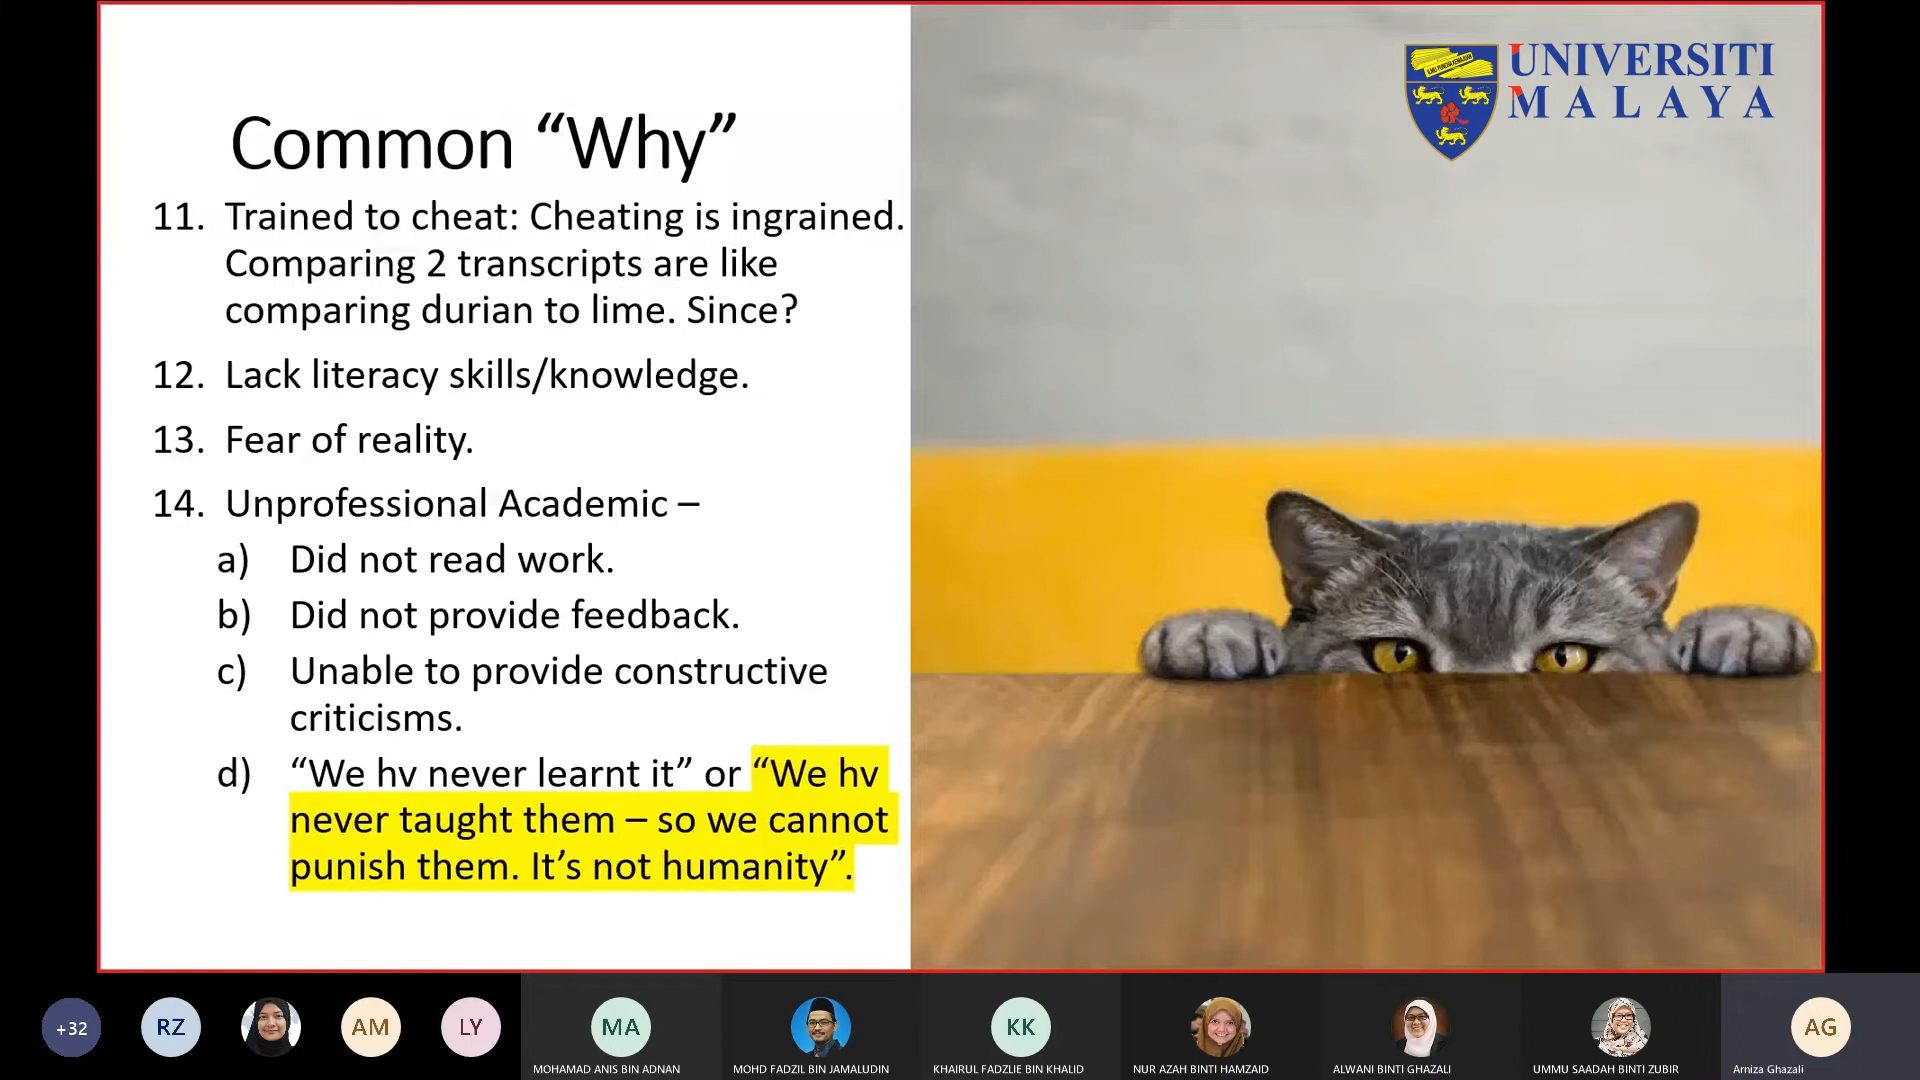 UNIVERSITI
MALAYA
ILMU PUNCA KEMAJUAN
Common “Why”
11. Trained to cheat: Cheating is ingrained.
Comparing 2 transcripts are like
comparing durian to lime. Since?
12. Lack literacy skills/knowledge.
13. Fear of reality.
14. Unprofessional Academic –
a) Did not read work.
b) Did not provide feedback.
c) Unable to provide constructive
criticisms.
d) “We hv never learnt it” or “We hv
never taught them – so we cannot
punish them. It’s not humanity”.
+32
RZ
AM
LY
MA
KK
AG
MOHAMAD ANIS BIN ADNAN
MOHD FADZIL BIN JAMALUDIN
KHAIRUL FADZLIE BIN KHALID
NUR AZAH BINTI HAMZAID
ALWANI BINTI GHAZALI
UMMU SAADAH BINTI ZUBIR
Arniza Ghazali